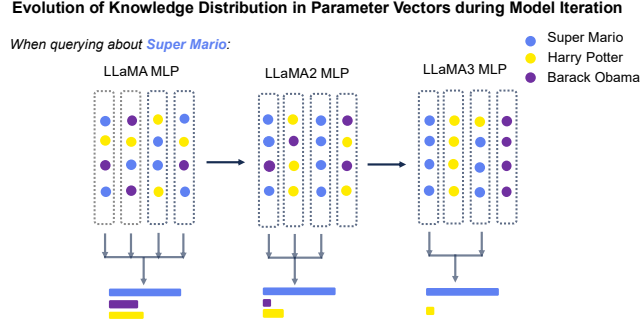 Evolution of Knowledge Distribution in Parameter Vectors during Model Iteration
When querying about Super Mario:
Super Mario
Harry Potter
Barack Obama
LLaMA MLP
LLaMA2 MLP
LLaMA3 MLP